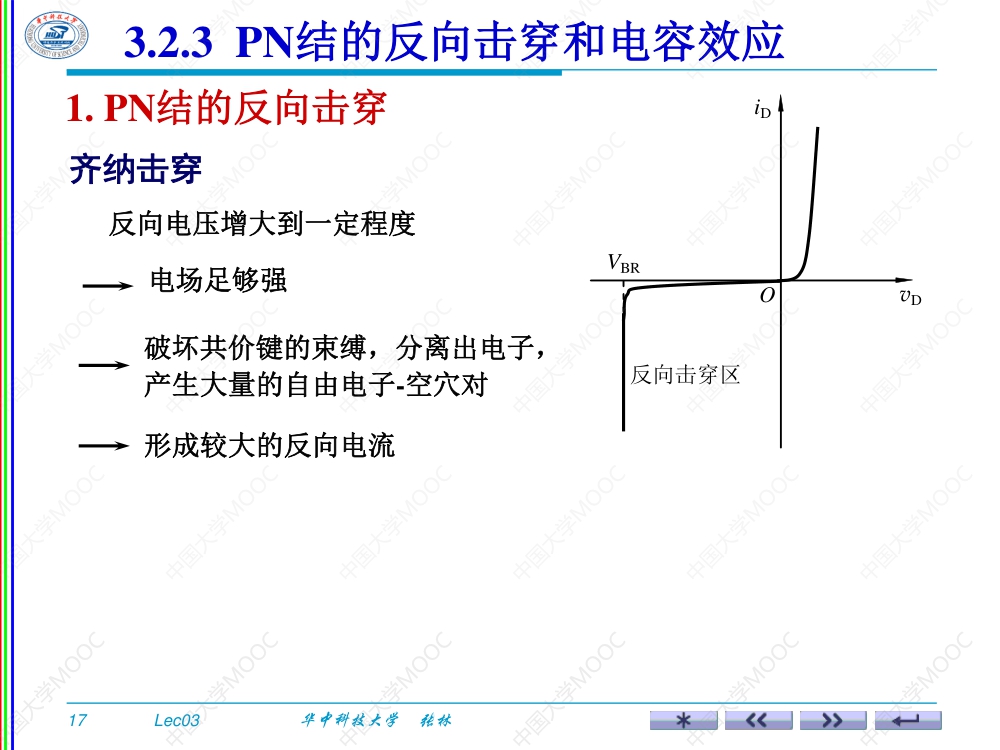 3.2.3 PN结的反向击穿和电容效应
1. PN结的反向击穿
齐纳击穿
反向电压增大到一定程度
电场足够强
破坏共价键的束缚，分离出电子，
产生大量的自由电子-空穴对
形成较大的反向电流
iD
VBR
O
vD
反向击穿区
17 Lec03 华中科技大学 张林
中国大学MOOC